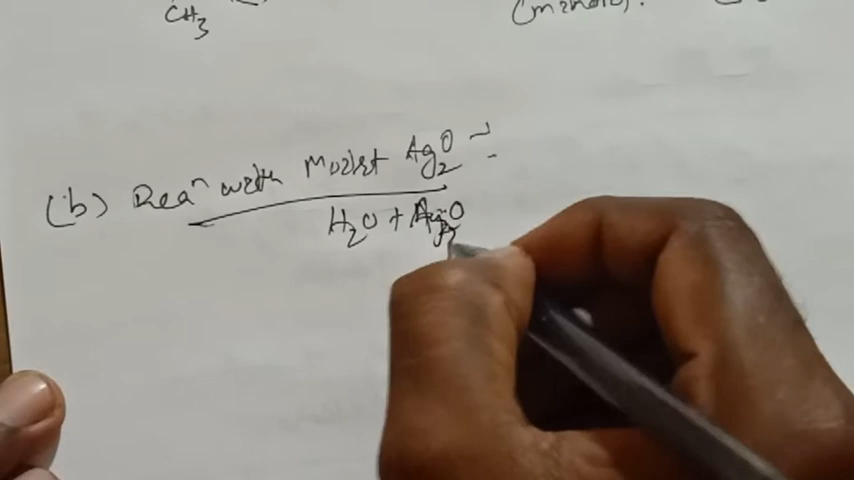 CH3
(b) Reaⁿ with Moist Ag2O :-
H2O + Ag2O